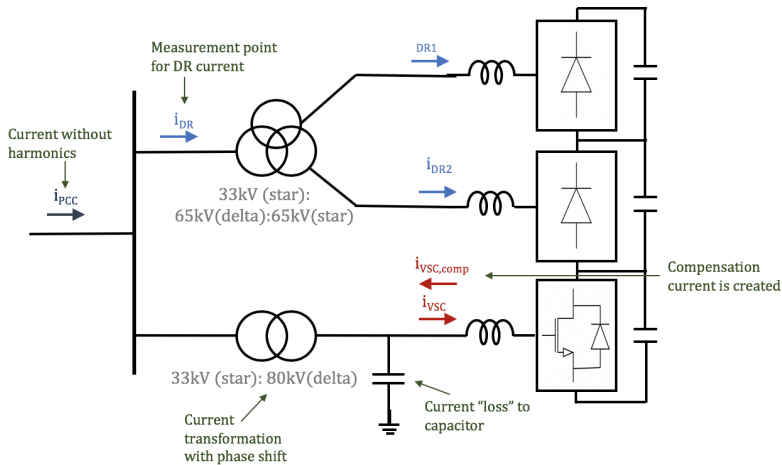 Measurement point
for DR current
DR1
Current without
harmonics
iDR
iPCC
iDR2
33kV (star):
65kV(delta):65kV(star)
iVSC,comp
Compensation
current is created
iVSC
33kV (star): 80kV(delta)
Current "loss" to
capacitor
Current
transformation
with phase shift